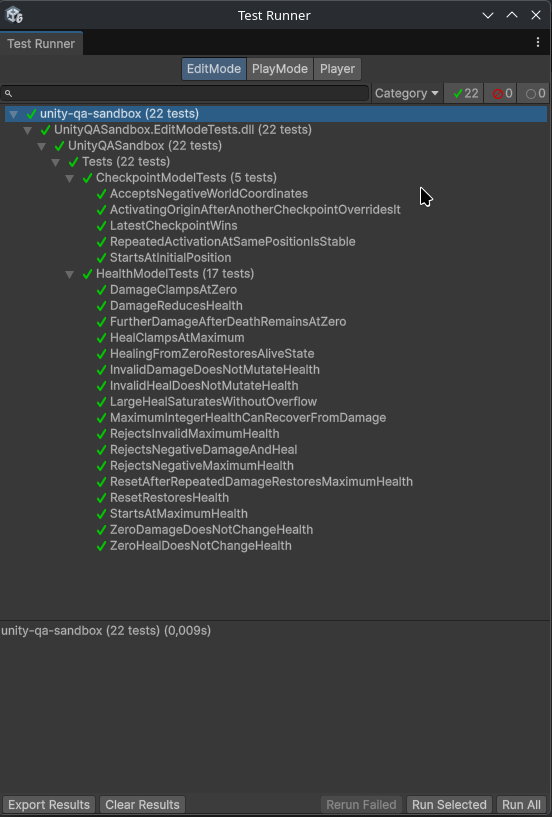 Test Runner
Test Runner
EditMode PlayMode Player
Category 22 0 0
unity-qa-sandbox (22 tests)
UnityQASandbox.EditModeTests.dll (22 tests)
UnityQASandbox (22 tests)
Tests (22 tests)
CheckpointModelTests (5 tests)
AcceptsNegativeWorldCoordinates
ActivatingOriginAfterAnotherCheckpointOverridesIt
LatestCheckpointWins
RepeatedActivationAtSamePositionIsStable
StartsAtInitialPosition
HealthModelTests (17 tests)
DamageClampsAtZero
DamageReducesHealth
FurtherDamageAfterDeathRemainsAtZero
HealClampsAtMaximum
HealingFromZeroRestoresAliveState
InvalidDamageDoesNotMutateHealth
InvalidHealDoesNotMutateHealth
LargeHealSaturatesWithoutOverflow
MaximumIntegerHealthCanRecoverFromDamage
RejectsInvalidMaximumHealth
RejectsNegativeDamageAndHeal
RejectsNegativeMaximumHealth
ResetAfterRepeatedDamageRestoresMaximumHealth
ResetRestoresHealth
StartsAtMaximumHealth
ZeroDamageDoesNotChangeHealth
ZeroHealDoesNotChangeHealth
unity-qa-sandbox (22 tests) (0,009s)
Export Results Clear Results Rerun Failed Run Selected Run All